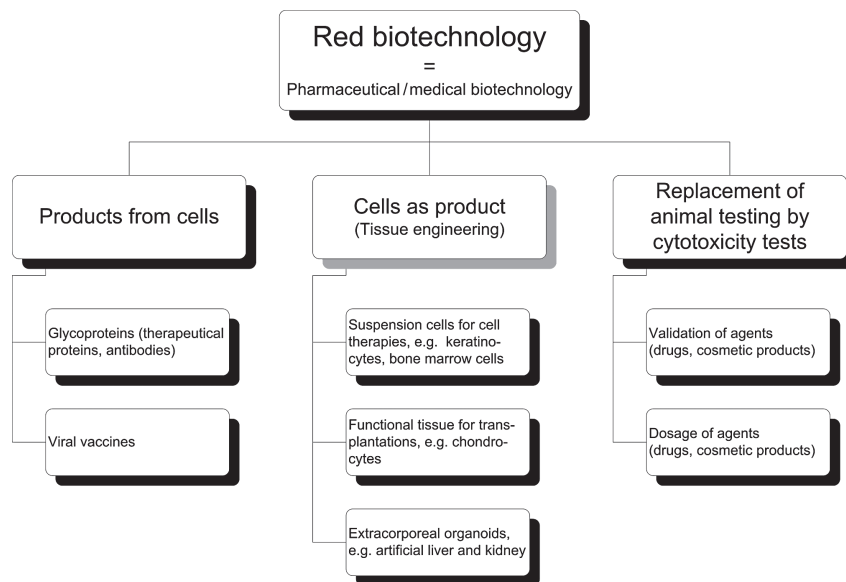 Red biotechnology
=
Pharmaceutical/medical biotechnology
Products from cells
Glycoproteins (therapeutical
proteins, antibodies)
Viral vaccines
Cells as product
(Tissue engineering)
Suspension cells for cell
therapies, e.g. keratino-
cytes, bone marrow cells
Functional tissue for trans-
plantations, e.g. chondro-
cytes
Extracorporeal organoids,
e.g. artificial liver and kidney
Replacement of
animal testing by
cytotoxicity tests
Validation of agents
(drugs, cosmetic products)
Dosage of agents
(drugs, cosmetic products)